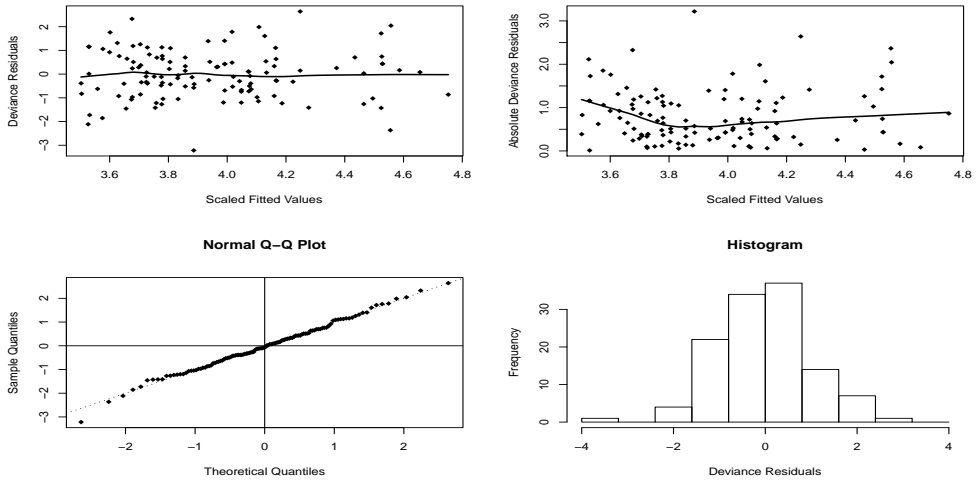 Deviance Residuals
2
1
0
−1
−2
−3
3.6 3.8 4.0 4.2 4.4 4.6 4.8
Scaled Fitted Values
Absolute Deviance Residuals
3.0
2.0
1.0
0.0
3.6 3.8 4.0 4.2 4.4 4.6 4.8
Scaled Fitted Values
Normal Q−Q Plot
Sample Quantiles
2
1
0
−1
−2
−3
−2 −1 0 1 2
Theoretical Quantiles
Histogram
Frequency
30
20
10
0
−4 −2 0 2 4
Deviance Residuals